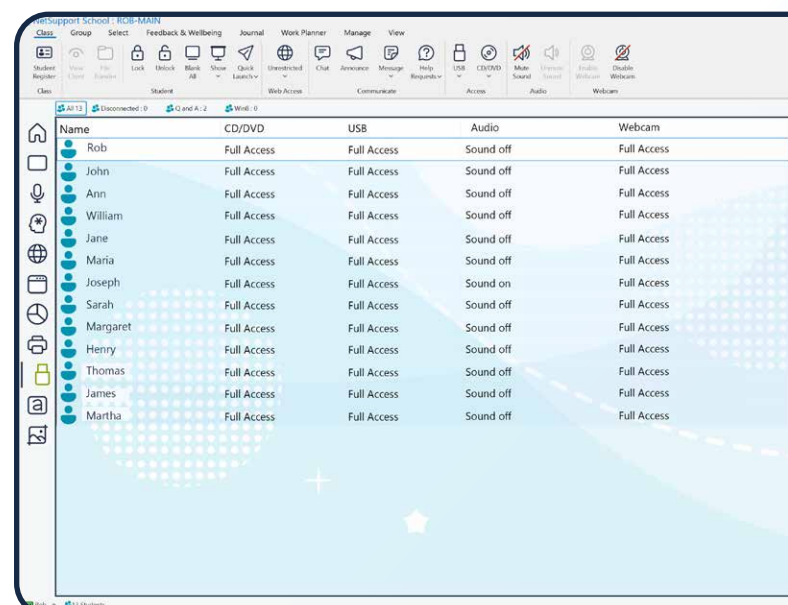 NetSupport School : ROB-MAIN
Class Group Select Feedback & Wellbeing Journal Work Planner Manage View
Student Register View Client File Transfer Lock Unlock Blank All Show Quick Launch Unrestricted Chat Announce Message Help Requests USB CD/DVD Mute Sound Unmute Sound Enable Webcam Disable Webcam
Class Student Web Access Communicate Access Audio Webcam
All 13 Disconnected : 0 Q and A : 2
Name CD/DVD USB Audio Webcam
Rob Full Access Full Access Sound off Full Access
John Full Access Full Access Sound off Full Access
Ann Full Access Full Access Sound off Full Access
William Full Access Full Access Sound off Full Access
Jane Full Access Full Access Sound off Full Access
Maria Full Access Full Access Sound off Full Access
Joseph Full Access Full Access Sound on Full Access
Sarah Full Access Full Access Sound off Full Access
Margaret Full Access Full Access Sound off Full Access
Henry Full Access Full Access Sound off Full Access
Thomas Full Access Full Access Sound off Full Access
James Full Access Full Access Sound off Full Access
Martha Full Access Full Access Sound off Full Access